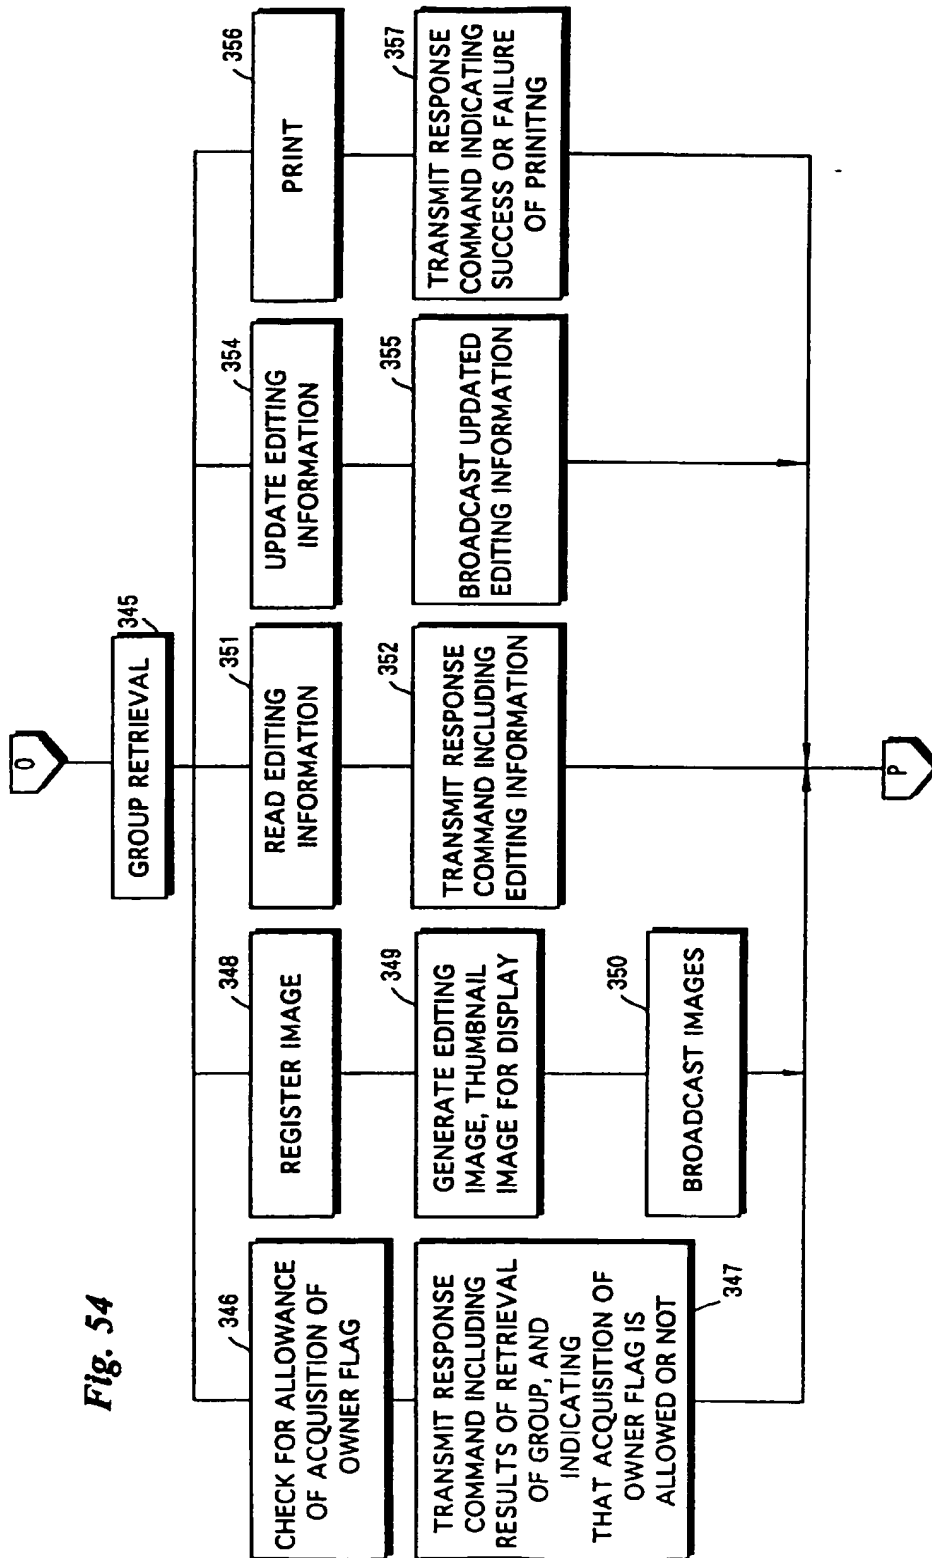 Fig. 54
O
GROUP RETRIEVAL
345
CHECK FOR ALLOWANCE
OF ACQUISITION OF
OWNER FLAG
346
TRANSMIT RESPONSE
COMMAND INCLUDING
RESULTS OF RETRIEVAL
OF GROUP, AND
INDICATING
THAT ACQUISITION OF
OWNER FLAG IS
ALLOWED OR NOT
347
REGISTER IMAGE
348
GENERATE EDITING
IMAGE, THUMBNAIL
IMAGE FOR DISPLAY
349
BROADCAST IMAGES
350
READ EDITING
INFORMATION
351
TRANSMIT RESPONSE
COMMAND INCLUDING
EDITING INFORMATION
352
UPDATE EDITING
INFORMATION
354
BROADCAST UPDATED
EDITING INFORMATION
355
PRINT
356
TRANSMIT RESPONSE
COMMAND INDICATING
SUCCESS OR FAILURE
OF PRINITNG
357
P